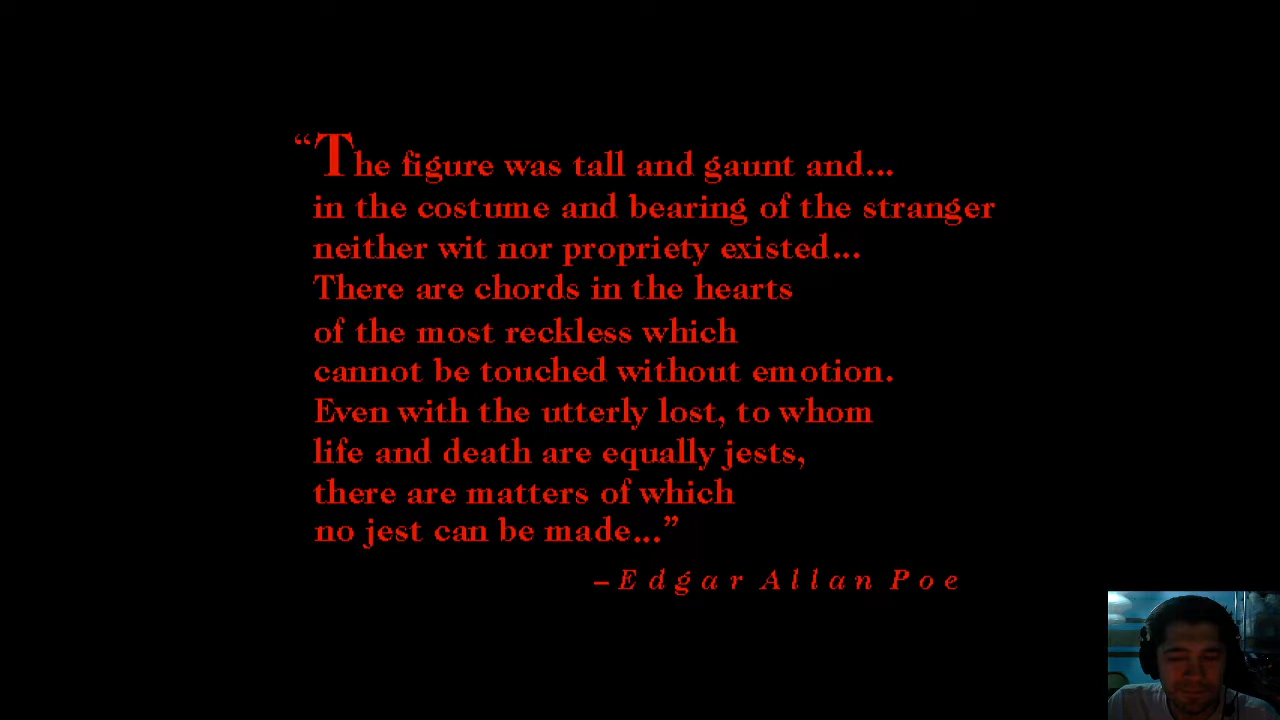 “The figure was tall and gaunt and...
in the costume and bearing of the stranger
neither wit nor propriety existed...
There are chords in the hearts
of the most reckless which
cannot be touched without emotion.
Even with the utterly lost, to whom
life and death are equally jests,
there are matters of which
no jest can be made...”
– Edgar Allan Poe